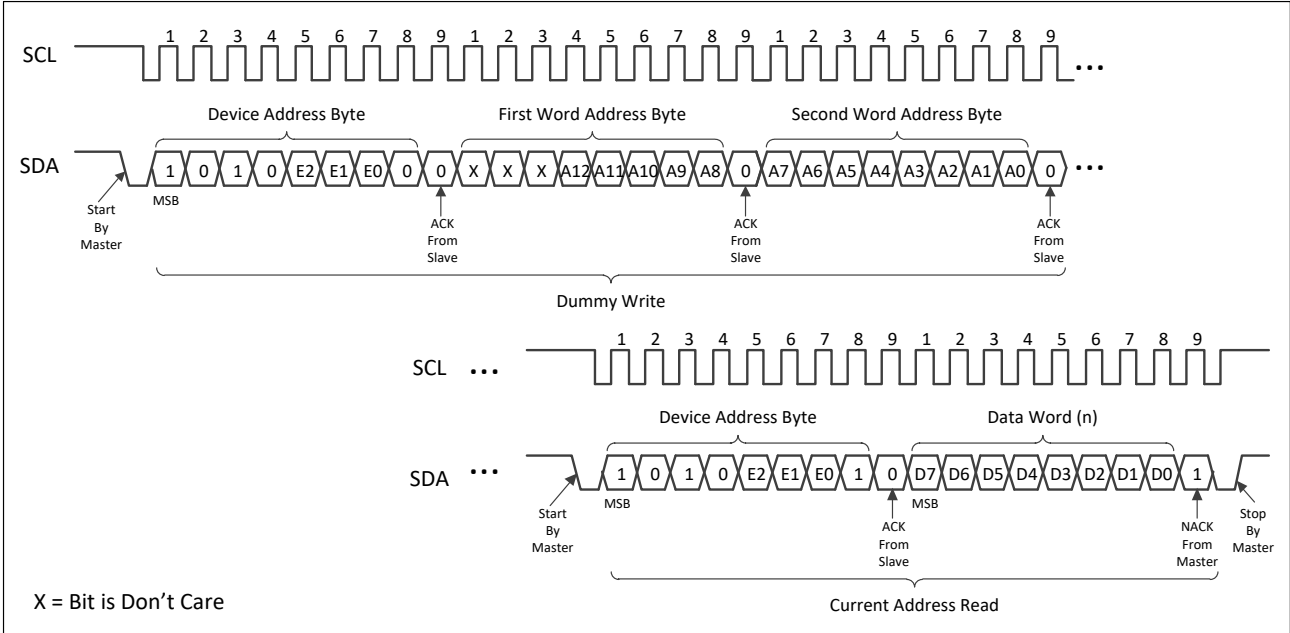 1 2 3 4 5 6 7 8 9 1 2 3 4 5 6 7 8 9 1 2 3 4 5 6 7 8 9
SCL ...
Device Address Byte First Word Address Byte Second Word Address Byte
SDA 1 0 1 0 E2 E1 E0 0 0 X X X A12 A11 A10 A9 A8 0 A7 A6 A5 A4 A3 A2 A1 A0 0 ...
MSB
Start By Master
ACK From Slave
ACK From Slave
ACK From Slave
Dummy Write
1 2 3 4 5 6 7 8 9 1 2 3 4 5 6 7 8 9
SCL ...
Device Address Byte Data Word (n)
SDA ... 1 0 1 0 E2 E1 E0 1 0 D7 D6 D5 D4 D3 D2 D1 D0 1
MSB MSB
Start By Master
ACK From Slave
NACK From Master
Stop By Master
Current Address Read
X = Bit is Don’t Care